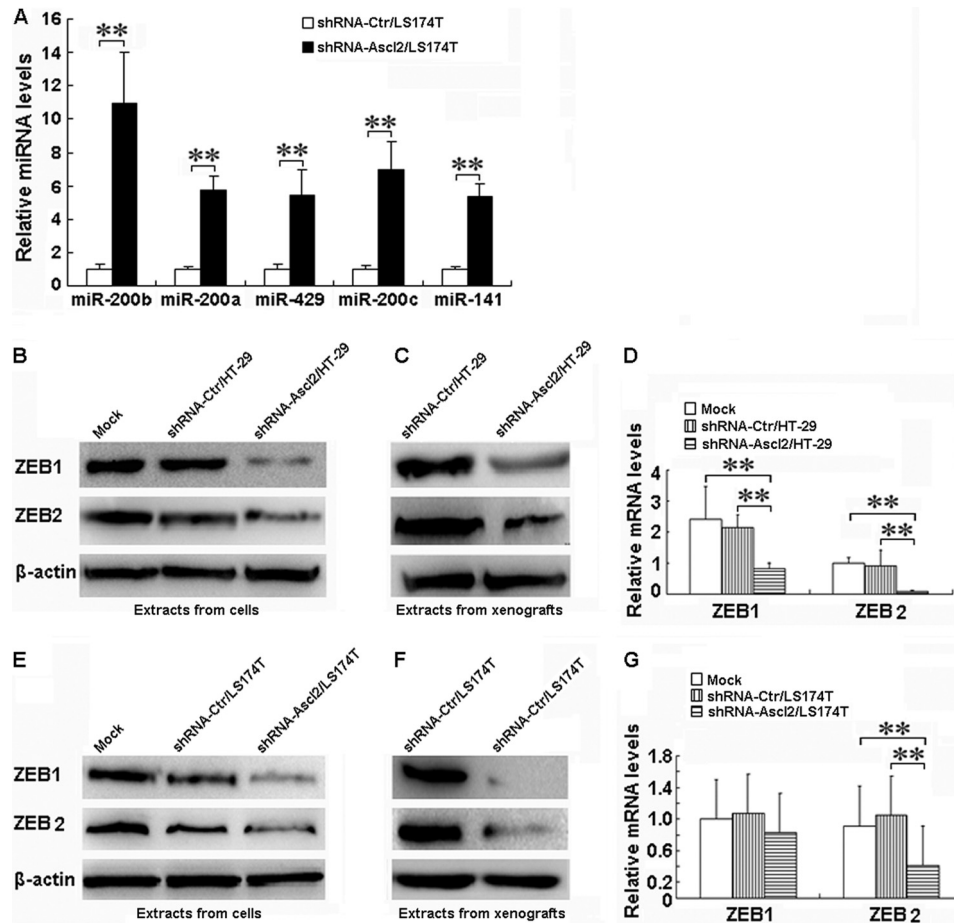 A
Relative miRNA levels
16
14
12
10
8
6
4
2
0
shRNA-Ctr/LS174T
shRNA-Ascl2/LS174T
** ** ** ** **
miR-200b miR-200a miR-429 miR-200c miR-141
B
shRNA-Ctr/HT-29
shRNA-Ascl2/HT-29
Mock
ZEB1
ZEB2
β-actin
Extracts from cells
C
shRNA-Ctr/HT-29
shRNA-Ascl2/HT-29
Extracts from xenografts
D
Mock
shRNA-Ctr/HT-29
shRNA-Ascl2/HT-29
Relative mRNA levels
4
3
2
1
0
**
**
**
**
ZEB1 ZEB 2
E
Mock
shRNA-Ctr/LS174T
shRNA-Ascl2/LS174T
ZEB1
ZEB 2
β-actin
Extracts from cells
F
shRNA-Ctr/LS174T
shRNA-Ctr/LS174T
Extracts from xenografts
G
Mock
shRNA-Ctr/LS174T
shRNA-Ascl2/LS174T
Relative mRNA levels
1.8
1.4
1.0
0.6
0.2
**
**
ZEB1 ZEB 2